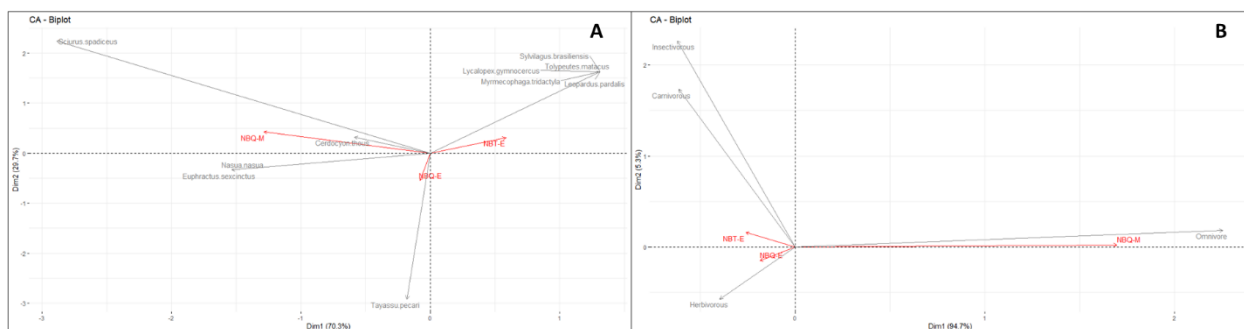 CA - Biplot
A
Sciurus.spadiceus
Sylvilagus.brasiliensis
Tolypeutes.matacus
Lycalopex.gymnocercus
Myrmecophaga.tridactyla
Leopardus.pardalis
NBQ-M
Cerdocyon.thous
NBT-E
Nasua.nasua
Euphractus.sexcinctus
NBQ-E
Tayassu.pecari
Dim2 (29.7%)
2
1
0
-1
-2
-3
-3
-2
-1
0
1
Dim1 (70.3%)
CA - Biplot
B
Insectivorous
Carnivorous
NBT-E
NBQ-M
Omnivore
NBQ-E
Herbivorous
Dim2 (5.3%)
2
1
0
0
1
2
Dim1 (94.7%)